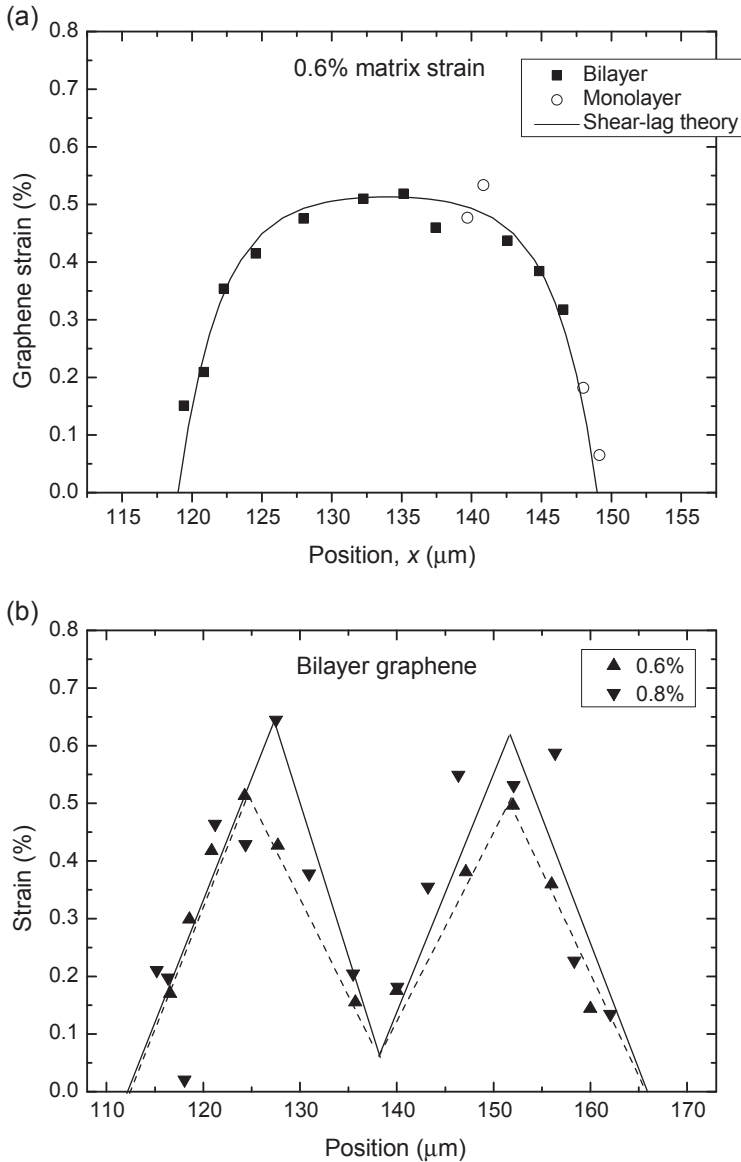 (a)
0.8
0.7
0.6
0.5
0.4
0.3
0.2
0.1
0.0
Graphene strain (%)
0.6% matrix strain
Bilayer
Monolayer
Shear-lag theory
115 120 125 130 135 140 145 150 155
Position, x (μm)
(b)
0.8
0.7
0.6
0.5
0.4
0.3
0.2
0.1
0.0
Strain (%)
Bilayer graphene
0.6%
0.8%
110 120 130 140 150 160 170
Position (μm)